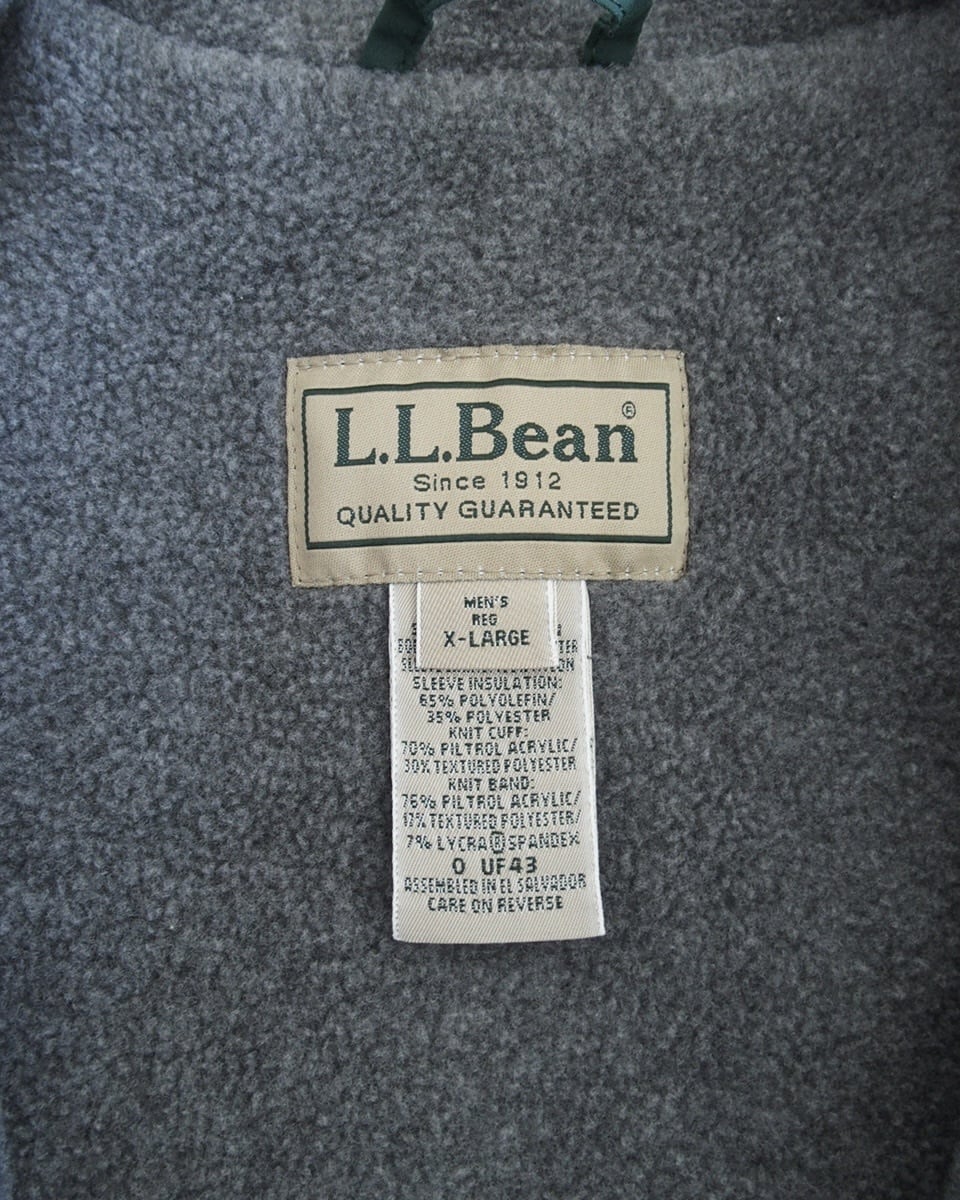 L.L.Bean®
Since 1912
QUALITY GUARANTEED
MEN'S
REG
X-LARGE
SLEEVE INSULATION:
65% POLYOLEFIN/
35% POLYESTER
KNIT CUFF:
70% PILTROL ACRYLIC/
30% TEXTURED POLYESTER
KNIT BAND:
76% PILTROL ACRYLIC/
17% TEXTURED POLYESTER/
7% LYCRA® SPANDEX
0 UF43
ASSEMBLED IN EL SALVADOR
CARE ON REVERSE